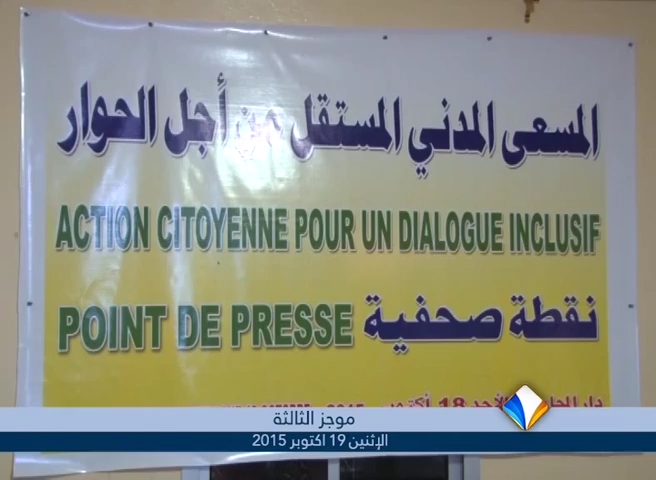 المسعى المدني المستقل من أجل الحوار
ACTION CITOYENNE POUR UN DIALOGUE INCLUSIF
POINT DE PRESSE نقطة صحفية
18
موجز الثالثة
الإثنين 19 اكتوبر 2015